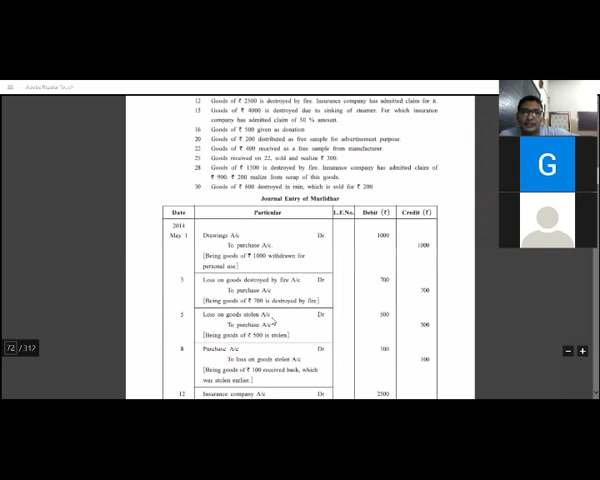 Adobe Reader Touch
12 Goods of ₹ 2500 is destroyed by fire. Insurance company has admitted claim for it.
15 Goods of ₹ 4000 is destroyed due to sinking of steamer. For which insurance
company has admitted claim of 50 % amount.
16 Goods of ₹ 500 given as donation
20 Goods of ₹ 200 distributed as free sample for advertisement purpose.
22 Goods of ₹ 400 received as a free sample from manufacturer.
25 Goods received on 22, sold and realize ₹ 300.
28 Goods of ₹ 1500 is destroyed by fire. Insurance company has admitted claim of
₹ 900. ₹ 200 realize from scrap of this goods.
30 Goods of ₹ 600 destroyed in rain, which is sold for ₹ 200.
Journal Entry of Murlidhar
Date Particular L.F.No. Debit (₹) Credit (₹)
2014
May 1 Drawings A/c Dr 1000
To purchase A/c. 1000
[Being goods of ₹ 1000 withdrawn for
personal use]
3 Loss on goods destroyed by fire A/c Dr 700
To purchase A/c 700
[Being goods of ₹ 700 is destroyed by fire]
5 Loss on goods stolen A/c Dr 500
To purchase A/c 500
[Being goods of ₹ 500 is stolen]
8 Purchase A/c Dr 100
To loss on goods stolen A/c 100
[Being goods of ₹ 100 received back, which
was stolen earlier.]
12 Insurance company A/c Dr 2500
72 / 312
G